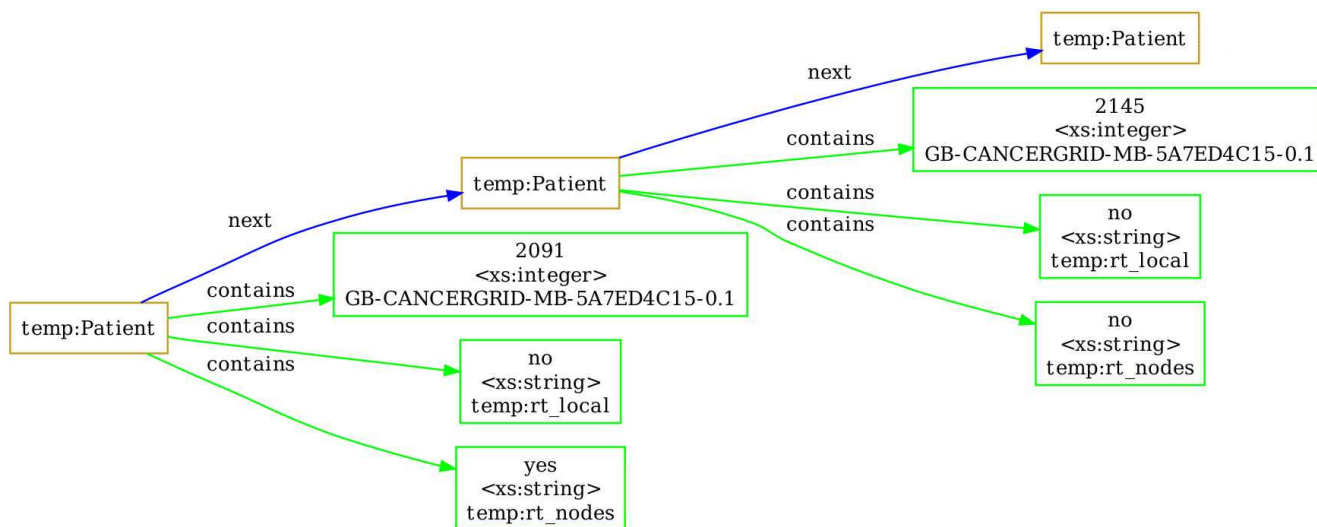 temp:Patient
next
2145
<xs:integer>
GB-CANCERGRID-MB-5A7ED4C15-0.1
contains
temp:Patient
contains
no
<xs:string>
temp:rt_local
contains
next
2091
<xs:integer>
GB-CANCERGRID-MB-5A7ED4C15-0.1
no
<xs:string>
temp:rt_nodes
contains
temp:Patient
contains
no
<xs:string>
temp:rt_local
contains
yes
<xs:string>
temp:rt_nodes